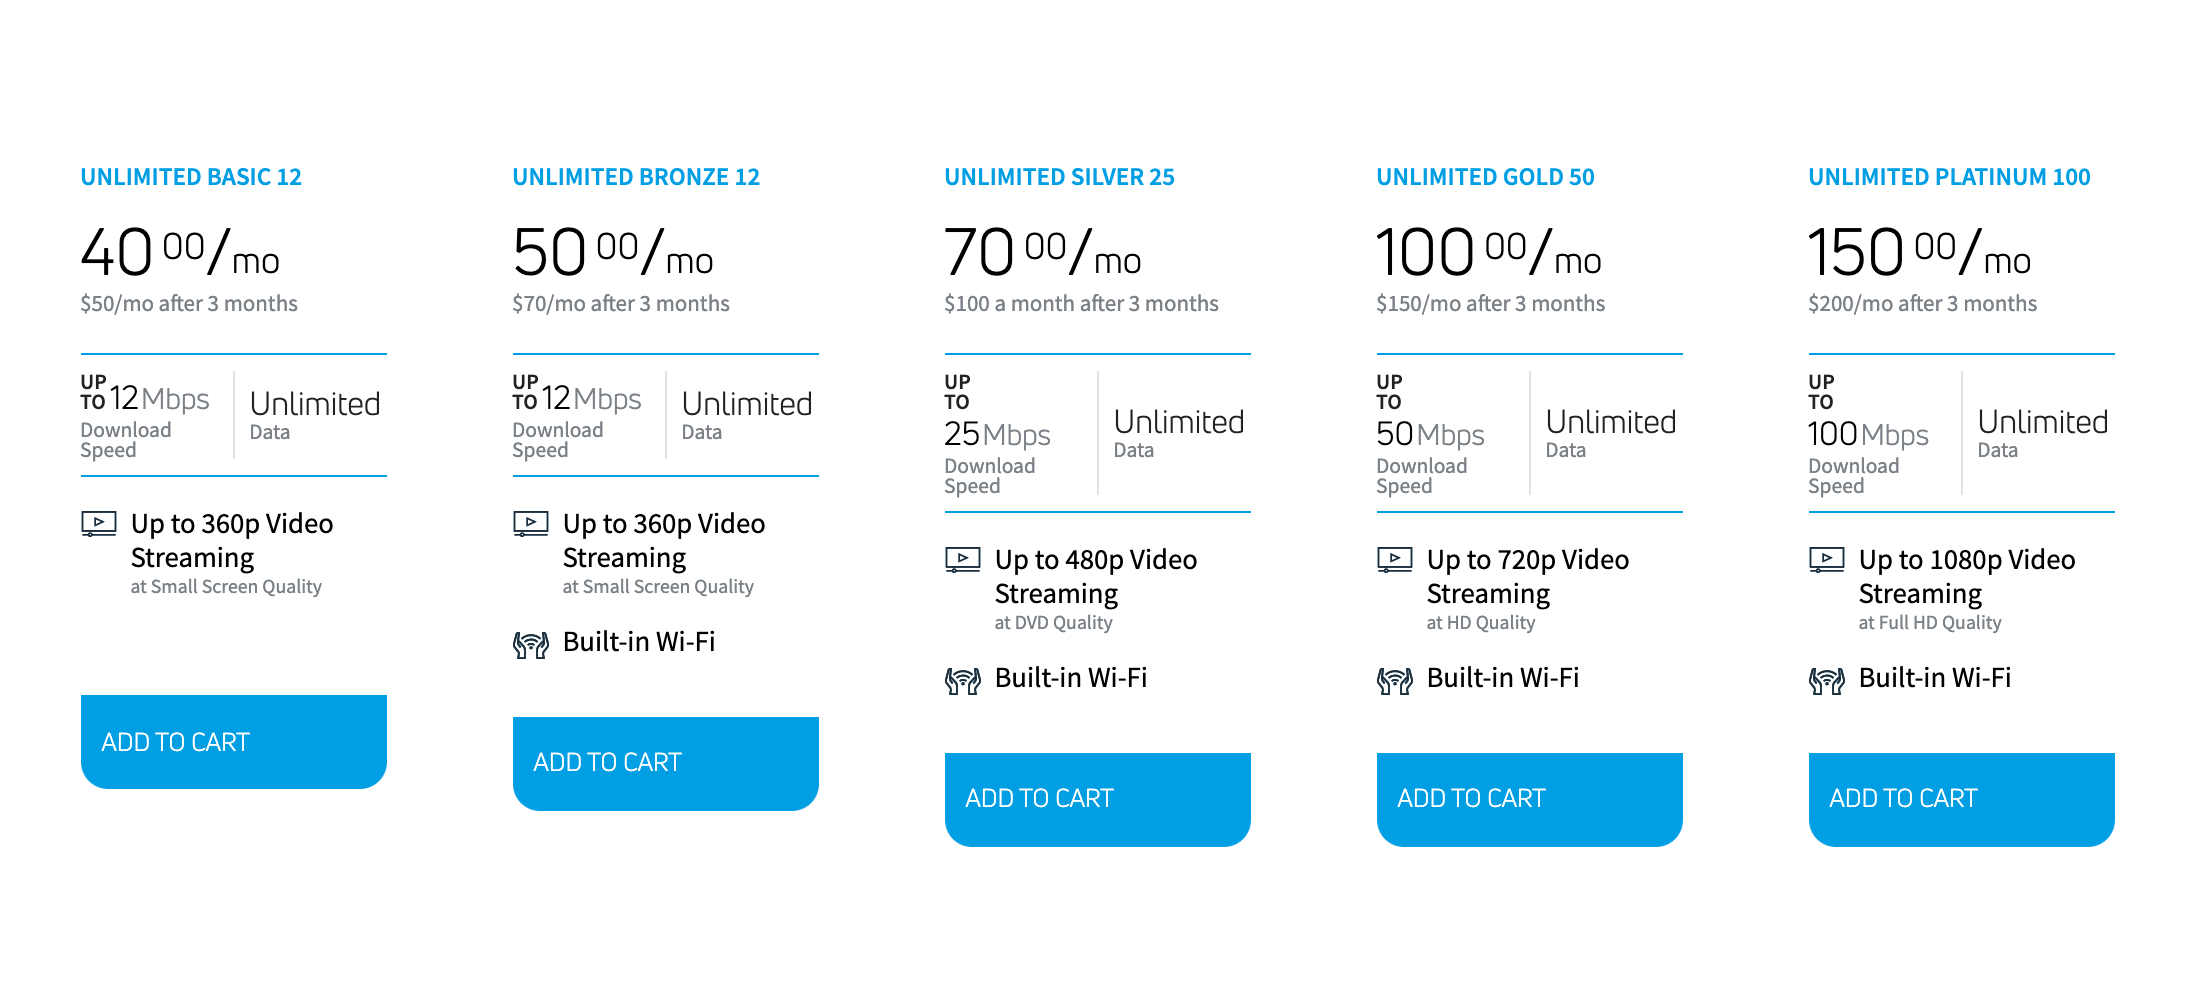 UNLIMITED BASIC 12
40 00/mo
$50/mo after 3 months
UP
TO 12 Mbps
Download
Speed
Unlimited
Data
Up to 360p Video
Streaming
at Small Screen Quality
ADD TO CART
UNLIMITED BRONZE 12
50 00/mo
$70/mo after 3 months
UP
TO 12 Mbps
Download
Speed
Unlimited
Data
Up to 360p Video
Streaming
at Small Screen Quality
Built-in Wi-Fi
ADD TO CART
UNLIMITED SILVER 25
70 00/mo
$100 a month after 3 months
UP
TO
25 Mbps
Download
Speed
Unlimited
Data
Up to 480p Video
Streaming
at DVD Quality
Built-in Wi-Fi
ADD TO CART
UNLIMITED GOLD 50
100 00/mo
$150/mo after 3 months
UP
TO
50 Mbps
Download
Speed
Unlimited
Data
Up to 720p Video
Streaming
at HD Quality
Built-in Wi-Fi
ADD TO CART
UNLIMITED PLATINUM 100
150 00/mo
$200/mo after 3 months
UP
TO
100 Mbps
Download
Speed
Unlimited
Data
Up to 1080p Video
Streaming
at Full HD Quality
Built-in Wi-Fi
ADD TO CART